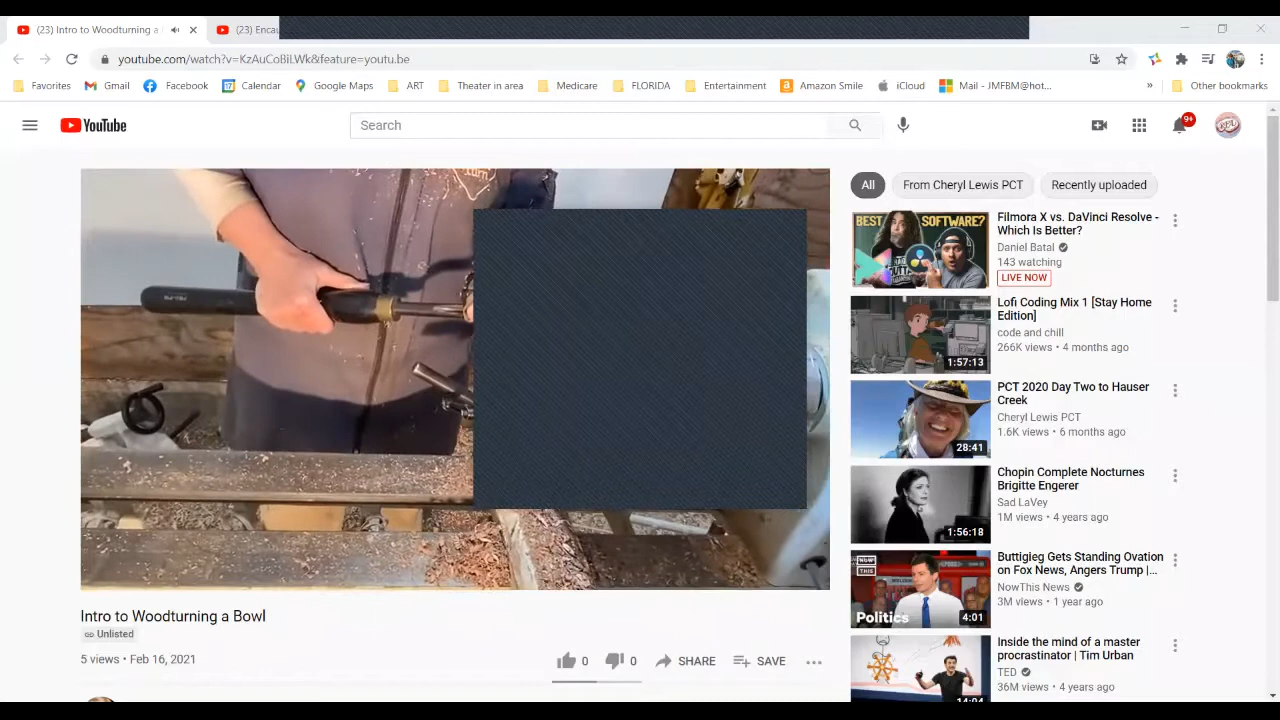 (23) Intro to Woodturning a
(23) Encau
youtube.com/watch?v=KzAuCoBiLWk&feature=youtu.be
Favorites Gmail Facebook Calendar Google Maps ART Theater in area Medicare FLORIDA Entertainment Amazon Smile iCloud Mail - JMFBM@hot... » Other bookmarks
YouTube
Search
9+
All From Cheryl Lewis PCT Recently uploaded
BEST SOFTWARE?
Filmora X vs. DaVinci Resolve -
Which Is Better?
Daniel Batal
143 watching
LIVE NOW
Lofi Coding Mix 1 [Stay Home
Edition]
code and chill
266K views • 4 months ago
1:57:13
PCT 2020 Day Two to Hauser
Creek
Cheryl Lewis PCT
1.6K views • 6 months ago
28:41
Chopin Complete Nocturnes
Brigitte Engerer
Sad LaVey
1M views • 4 years ago
1:56:18
NOW THIS
Buttigieg Gets Standing Ovation
on Fox News, Angers Trump |...
NowThis News
3M views • 1 year ago
Politics
4:01
Inside the mind of a master
procrastinator | Tim Urban
TED
36M views • 4 years ago
14:04
Intro to Woodturning a Bowl
Unlisted
5 views • Feb 16, 2021
0 0 SHARE SAVE